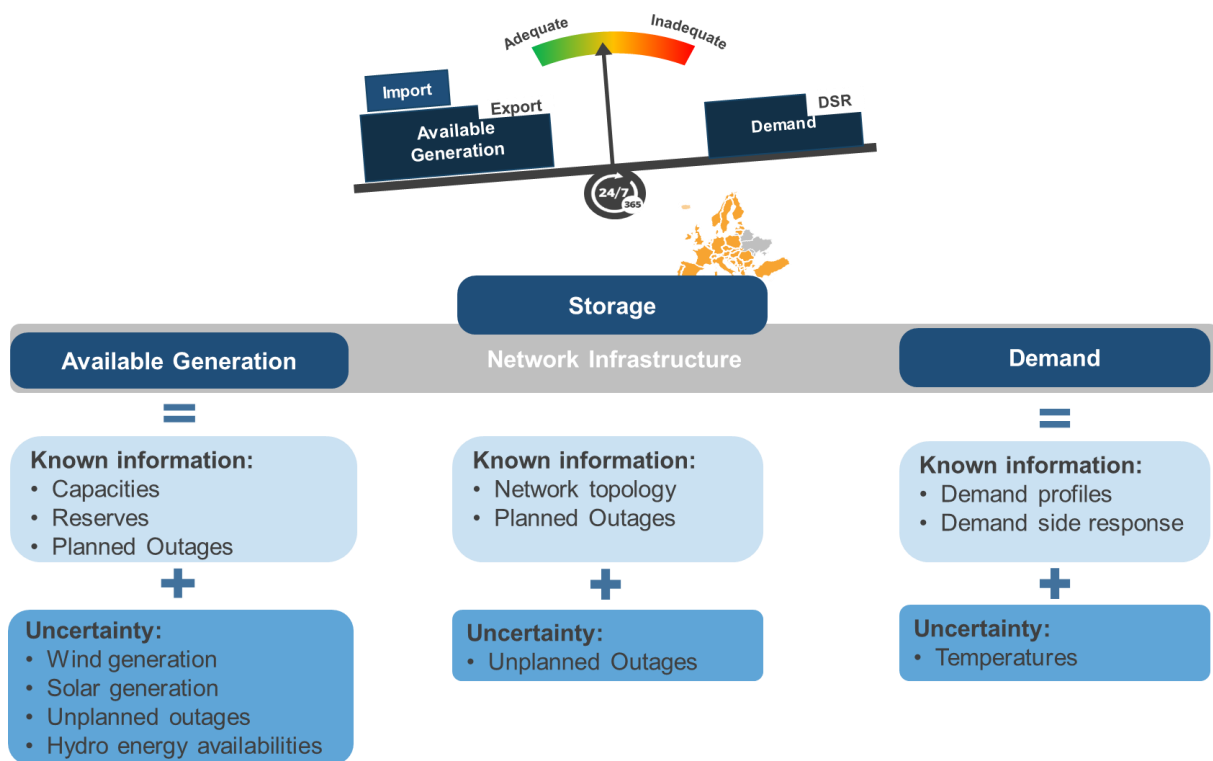 Adequate
Inadequate
Import
Export
Available
Generation
DSR
Demand
24/7
365
Storage
Available Generation
Network Infrastructure
Demand
=
=
Known information:
• Capacities
• Reserves
• Planned Outages
Known information:
• Network topology
• Planned Outages
Known information:
• Demand profiles
• Demand side response
+
+
+
Uncertainty:
• Wind generation
• Solar generation
• Unplanned outages
• Hydro energy availabilities
Uncertainty:
• Unplanned Outages
Uncertainty:
• Temperatures